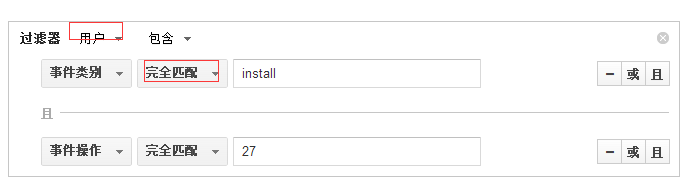 过滤器 用户 包含
事件类别 完全匹配 install − 或 且
且
事件操作 完全匹配 27 − 或 且